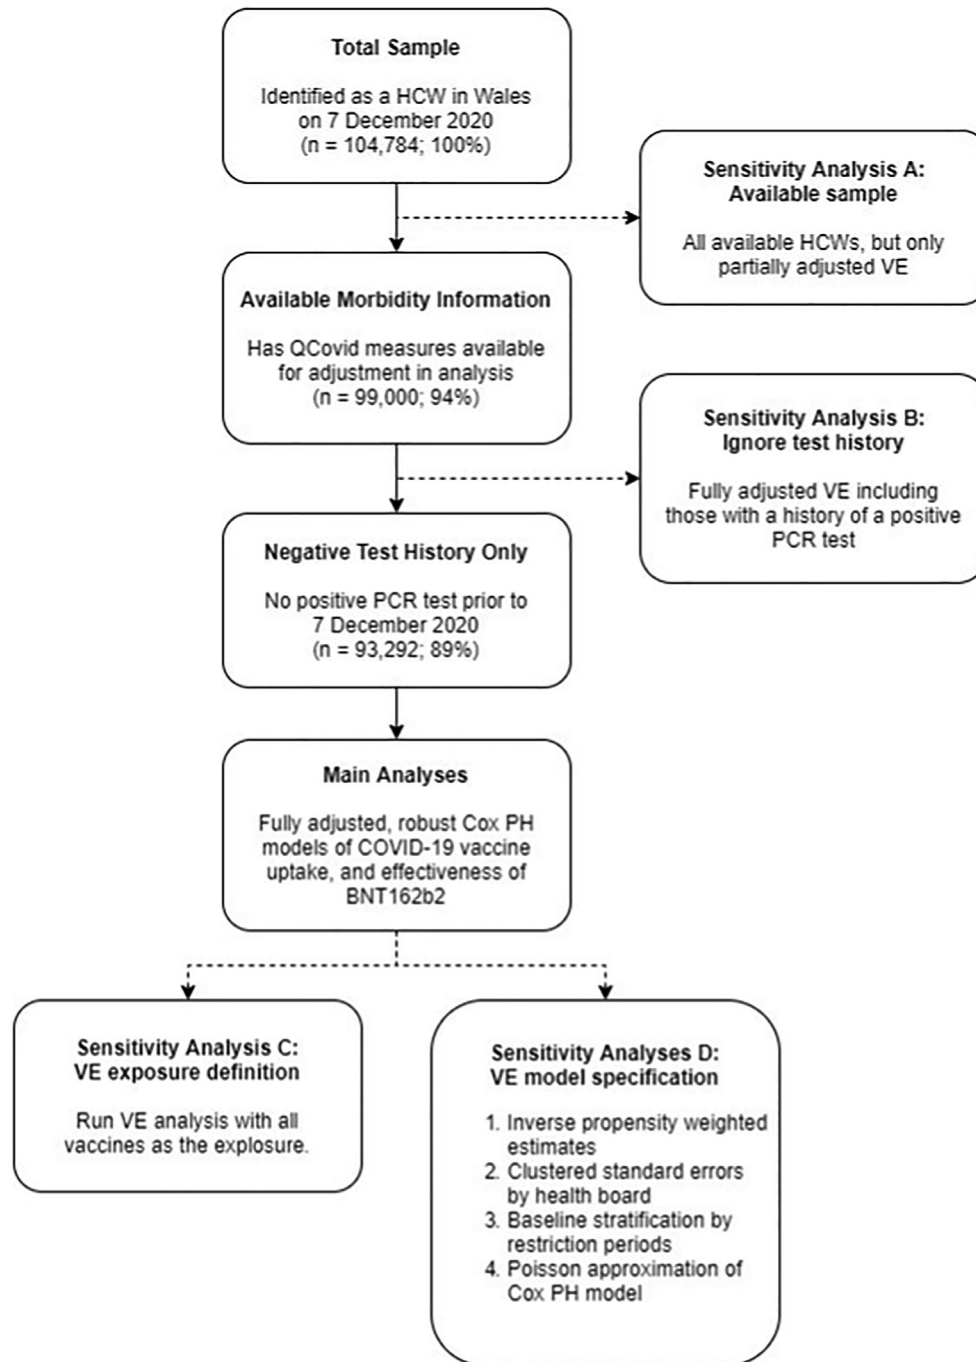 Total Sample
Identified as a HCW in Wales
on 7 December 2020
(n = 104,784; 100%)
Sensitivity Analysis A:
Available sample
All available HCWs, but only
partially adjusted VE
Available Morbidity Information
Has QCovid measures available
for adjustment in analysis
(n = 99,000; 94%)
Sensitivity Analysis B:
Ignore test history
Fully adjusted VE including
those with a history of a positive
PCR test
Negative Test History Only
No positive PCR test prior to
7 December 2020
(n = 93,292; 89%)
Main Analyses
Fully adjusted, robust Cox PH
models of COVID-19 vaccine
uptake, and effectiveness of
BNT162b2
Sensitivity Analysis C:
VE exposure definition
Run VE analysis with all
vaccines as the explosure.
Sensitivity Analyses D:
VE model specification
1. Inverse propensity weighted
estimates
2. Clustered standard errors
by health board
3. Baseline stratification by
restriction periods
4. Poisson approximation of
Cox PH model